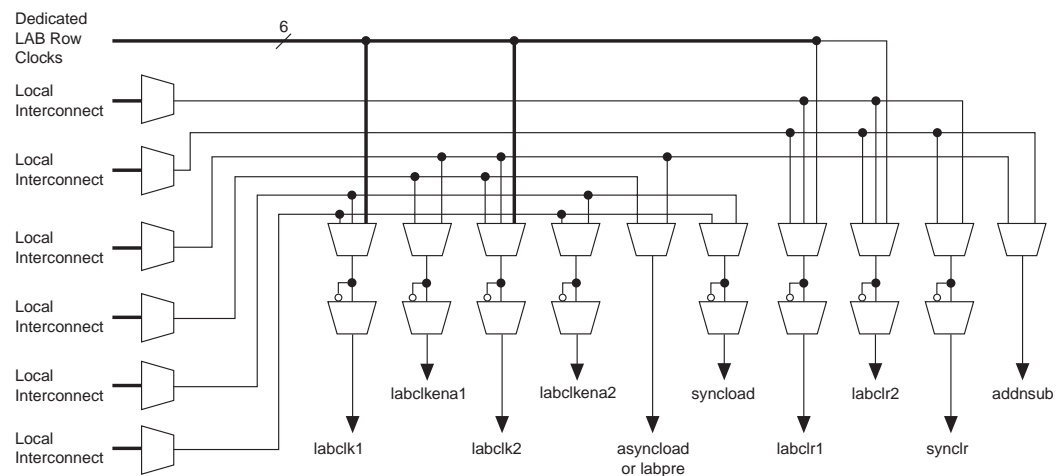 Dedicated
LAB Row
Clocks
6
Local
Interconnect
Local
Interconnect
Local
Interconnect
Local
Interconnect
Local
Interconnect
Local
Interconnect
labclkena1
labclkena2
syncload
labclr2
addnsub
labclk1
labclk2
asyncload
or labpre
labclr1
synclr